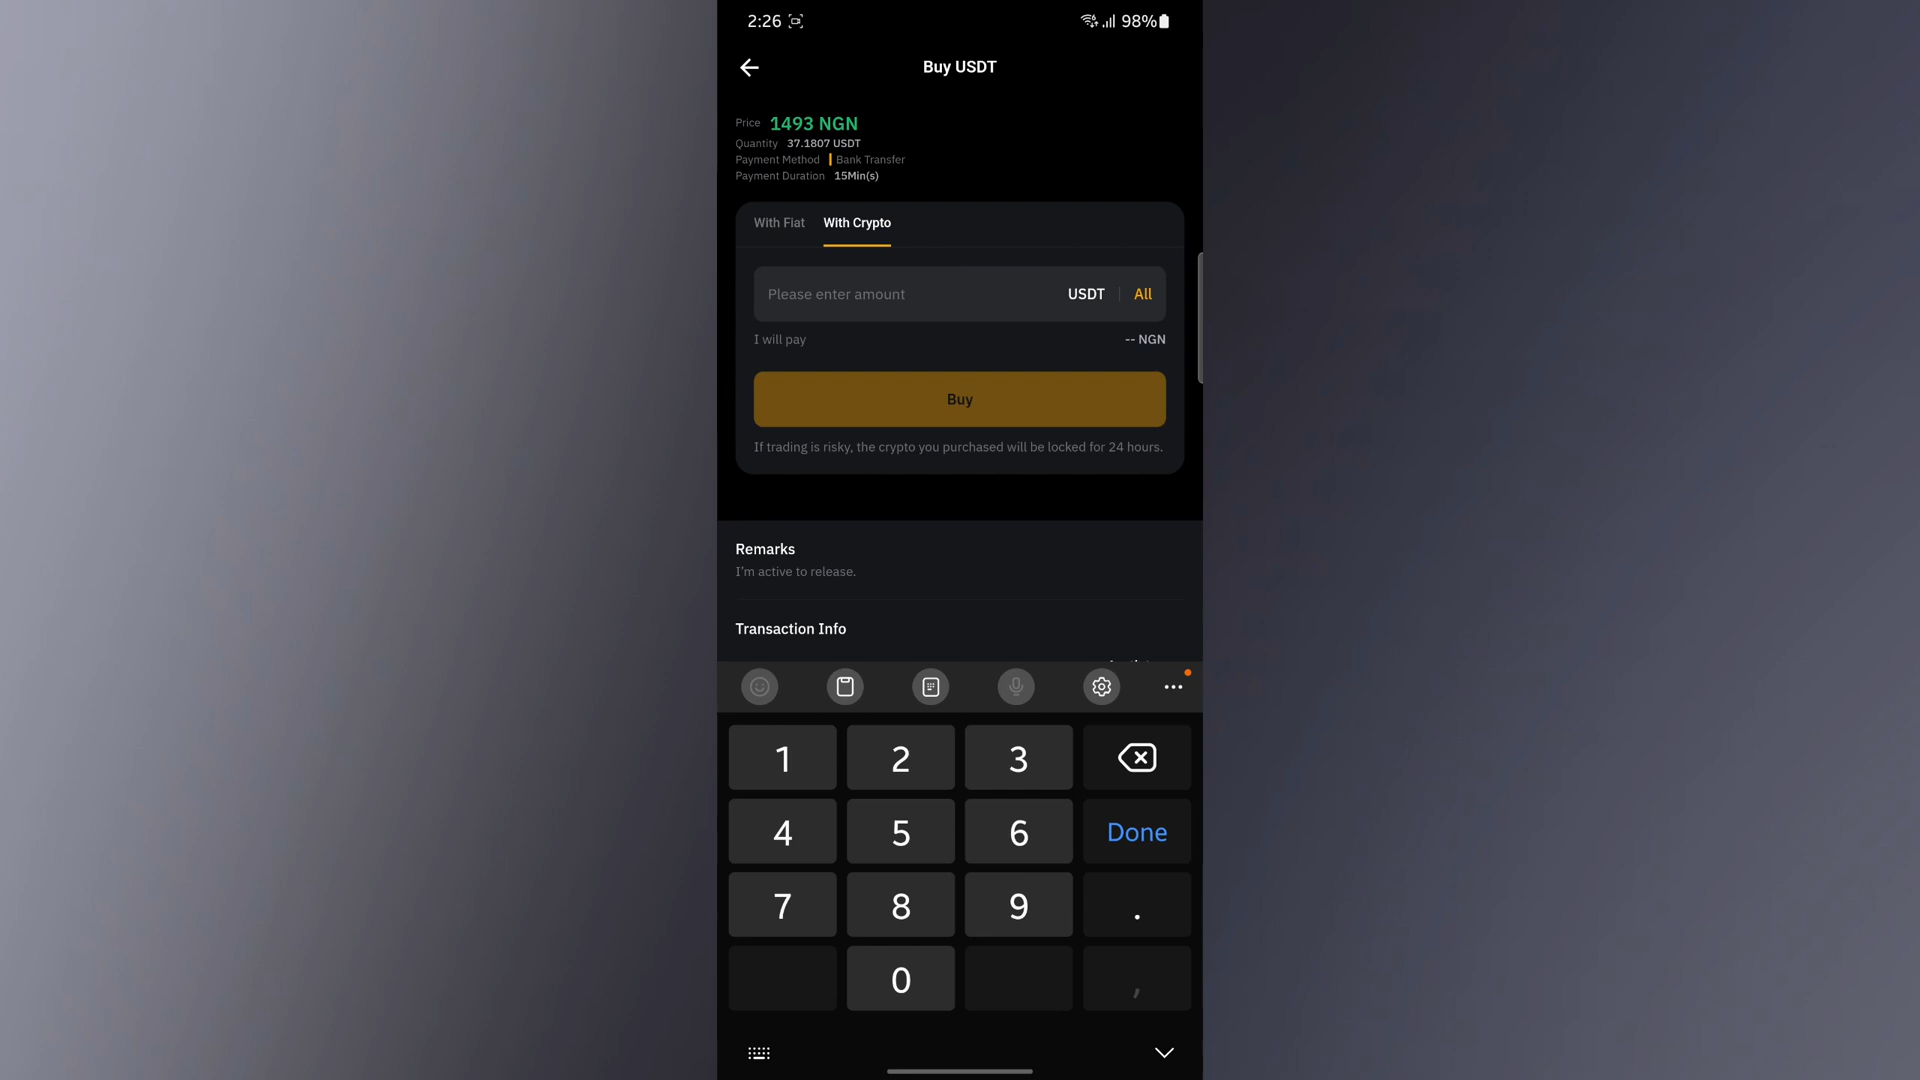 2:26 98%
Buy USDT
Price 1493 NGN
Quantity 37.1807 USDT
Payment Method Bank Transfer
Payment Duration 15Min(s)
With Fiat With Crypto
Please enter amount USDT All
I will pay -- NGN
Buy
If trading is risky, the crypto you purchased will be locked for 24 hours.
Remarks
I'm active to release.
Transaction Info
1 2 3
4 5 6 Done
7 8 9 .
0 ,